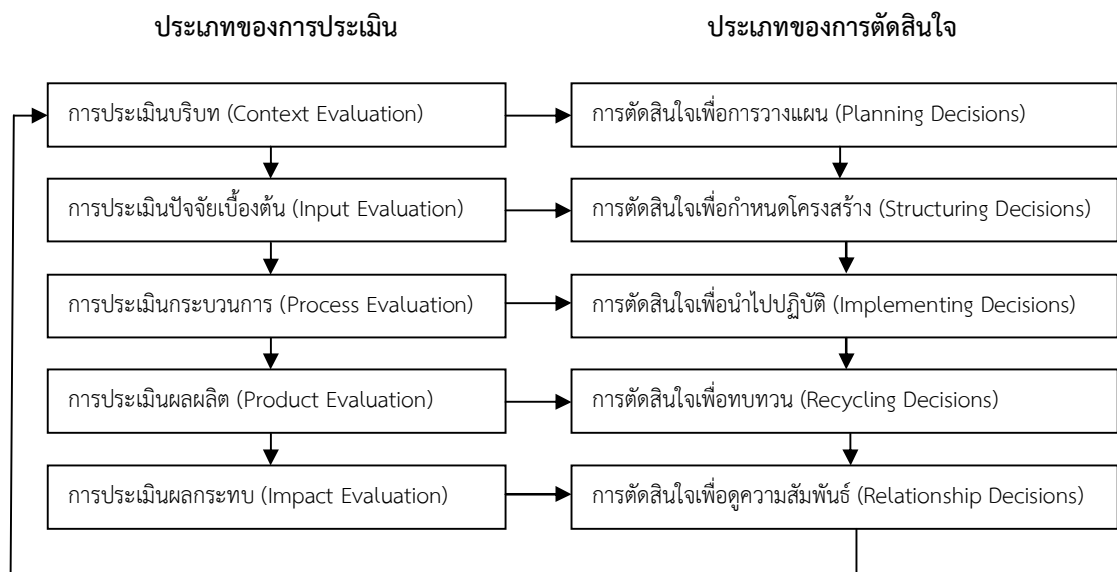 ประเภทของการประเมิน ประเภทของการตัดสินใจ
การประเมินบริบท (Context Evaluation) การตัดสินใจเพื่อการวางแผน (Planning Decisions)
การประเมินปัจจัยเบื้องต้น (Input Evaluation) การตัดสินใจเพื่อกำหนดโครงสร้าง (Structuring Decisions)
การประเมินกระบวนการ (Process Evaluation) การตัดสินใจเพื่อนำไปปฏิบัติ (Implementing Decisions)
การประเมินผลผลิต (Product Evaluation) การตัดสินใจเพื่อทบทวน (Recycling Decisions)
การประเมินผลกระทบ (Impact Evaluation) การตัดสินใจเพื่อดูความสัมพันธ์ (Relationship Decisions)